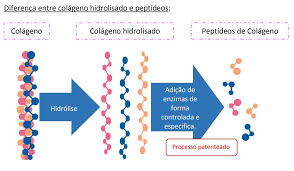 Diferença entre colágeno hidrolisado e peptídeos:
Colágeno
Colágeno hidrolisado
Peptídeos de Colágeno
Hidrólise
Adição de
enzimas de
forma
controlada e
específica.
Processo patenteado